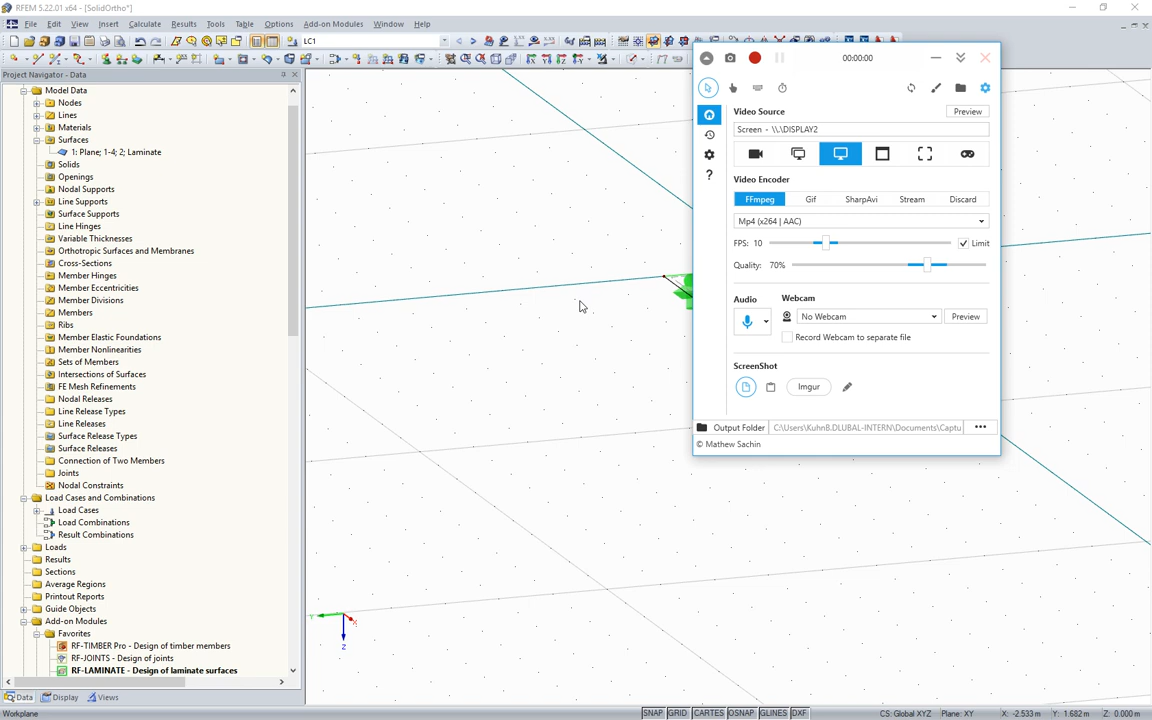 RFEM 5.22.01 x64 - [SolidOrtho*]
File Edit View Insert Calculate Results Tools Table Options Add-on Modules Window Help
LC1
Project Navigator - Data
Model Data
Nodes
Lines
Materials
Surfaces
1: Plane; 1-4; 2; Laminate
Solids
Openings
Nodal Supports
Line Supports
Surface Supports
Line Hinges
Variable Thicknesses
Orthotropic Surfaces and Membranes
Cross-Sections
Member Hinges
Member Eccentricities
Member Divisions
Members
Ribs
Member Elastic Foundations
Member Nonlinearities
Sets of Members
Intersections of Surfaces
FE Mesh Refinements
Nodal Releases
Line Release Types
Line Releases
Surface Release Types
Surface Releases
Connection of Two Members
Joints
Nodal Constraints
Load Cases and Combinations
Load Cases
Load Combinations
Result Combinations
Loads
Results
Sections
Average Regions
Printout Reports
Guide Objects
Add-on Modules
Favorites
RF-TIMBER Pro - Design of timber members
RF-JOINTS - Design of joints
RF-LAMINATE - Design of laminate surfaces
Data Display Views
Y X
Z
00:00:00
Video Source Preview
Screen - \\.\DISPLAY2
Video Encoder
FFmpeg Gif SharpAvi Stream Discard
Mp4 (x264 | AAC)
FPS: 10 Limit
Quality: 70%
Audio Webcam
No Webcam Preview
Record Webcam to separate file
ScreenShot
Imgur
?
Output Folder C:\Users\KuhnB.DLUBAL-INTERN\Documents\Captu ...
© Mathew Sachin
Workplane SNAP GRID CARTES OSNAP GLINES DXF CS: Global XYZ Plane: XY X: -2.533 m Y: 1.682 m Z: 0.000 m